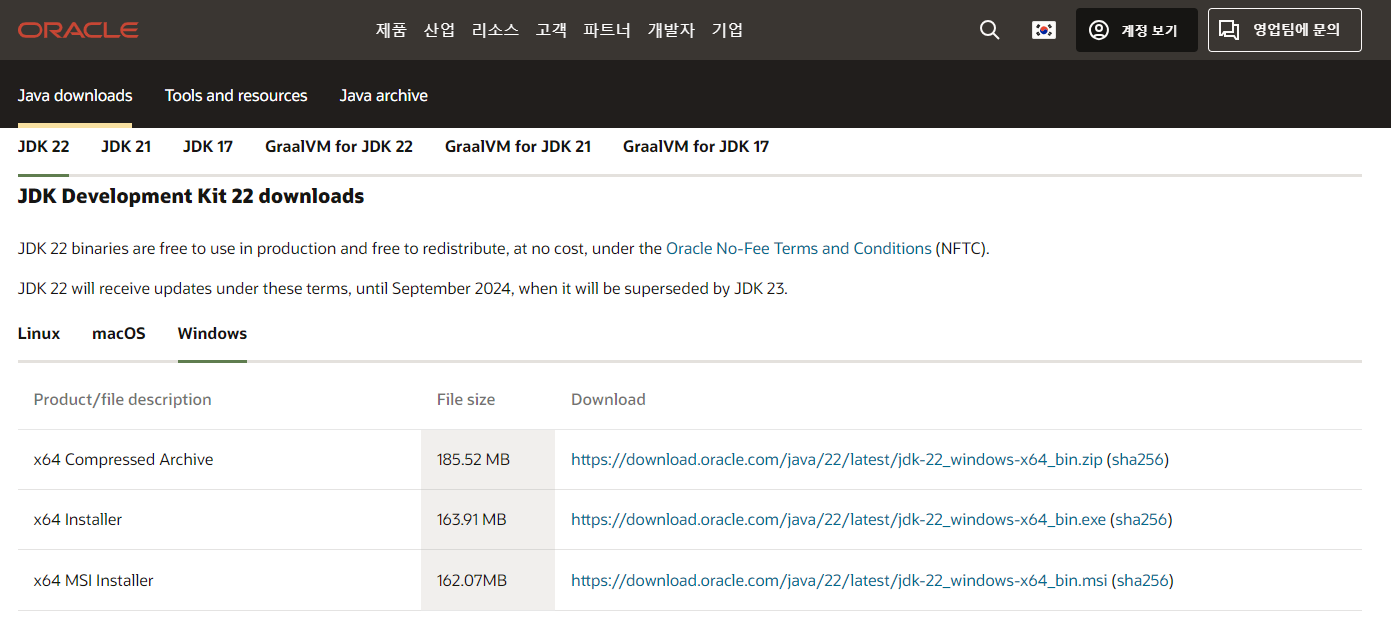 ORACLE 제품 산업 리소스 고객 파트너 개발자 기업 계정 보기 영업팀에 문의
Java downloads Tools and resources Java archive
JDK 22 JDK 21 JDK 17 GraalVM for JDK 22 GraalVM for JDK 21 GraalVM for JDK 17
JDK Development Kit 22 downloads
JDK 22 binaries are free to use in production and free to redistribute, at no cost, under the Oracle No-Fee Terms and Conditions (NFTC).
JDK 22 will receive updates under these terms, until September 2024, when it will be superseded by JDK 23.
Linux macOS Windows
Product/file description File size Download
x64 Compressed Archive 185.52 MB https://download.oracle.com/java/22/latest/jdk-22_windows-x64_bin.zip (sha256)
x64 Installer 163.91 MB https://download.oracle.com/java/22/latest/jdk-22_windows-x64_bin.exe (sha256)
x64 MSI Installer 162.07MB https://download.oracle.com/java/22/latest/jdk-22_windows-x64_bin.msi (sha256)